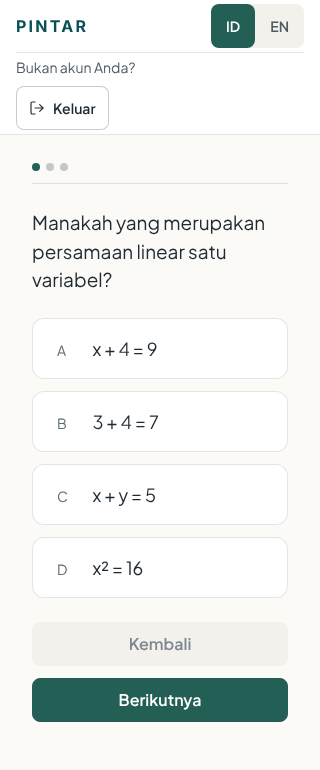 PINTAR
ID
EN
Bukan akun Anda?
Keluar
Manakah yang merupakan
persamaan linear satu
variabel?
A x + 4 = 9
B 3 + 4 = 7
C x + y = 5
D x² = 16
Kembali
Berikutnya